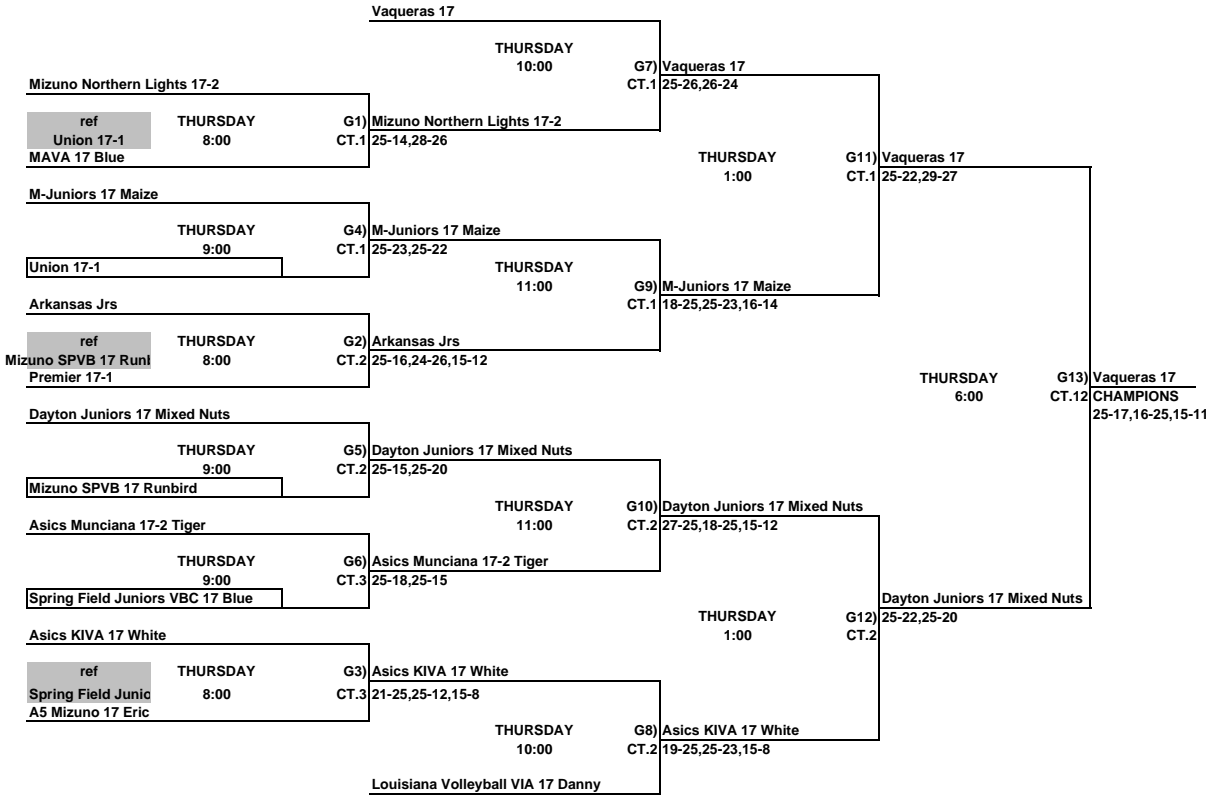 Vaqueras 17
THURSDAY
10:00
G7) Vaqueras 17
CT.1 25-26,26-24
Mizuno Northern Lights 17-2
ref THURSDAY G1) Mizuno Northern Lights 17-2
Union 17-1 8:00 CT.1 25-14,28-26
MAVA 17 Blue
THURSDAY G11) Vaqueras 17
1:00 CT.1 25-22,29-27
M-Juniors 17 Maize
THURSDAY G4) M-Juniors 17 Maize
9:00 CT.1 25-23,25-22
Union 17-1
THURSDAY
11:00
G9) M-Juniors 17 Maize
CT.1 18-25,25-23,16-14
Arkansas Jrs
ref THURSDAY G2) Arkansas Jrs
Mizuno SPVB 17 Runb 8:00 CT.2 25-16,24-26,15-12
Premier 17-1
THURSDAY G13) Vaqueras 17
6:00 CT.12 CHAMPIONS
25-17,16-25,15-11
Dayton Juniors 17 Mixed Nuts
THURSDAY G5) Dayton Juniors 17 Mixed Nuts
9:00 CT.2 25-15,25-20
Mizuno SPVB 17 Runbird
THURSDAY G10) Dayton Juniors 17 Mixed Nuts
11:00 CT.2 27-25,18-25,15-12
Asics Munciana 17-2 Tiger
THURSDAY G6) Asics Munciana 17-2 Tiger
9:00 CT.3 25-18,25-15
Spring Field Juniors VBC 17 Blue
Dayton Juniors 17 Mixed Nuts
THURSDAY G12) 25-22,25-20
1:00 CT.2
Asics KIVA 17 White
ref THURSDAY G3) Asics KIVA 17 White
Spring Field Junio 8:00 CT.3 21-25,25-12,15-8
A5 Mizuno 17 Eric
THURSDAY G8) Asics KIVA 17 White
10:00 CT.2 19-25,25-23,15-8
Louisiana Volleyball VIA 17 Danny